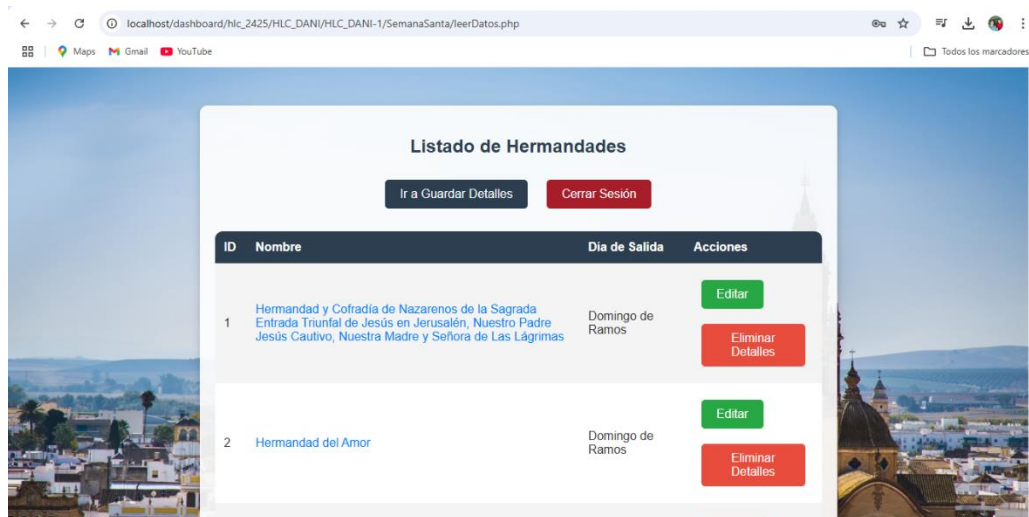 localhost/dashboard/hlc_2425/HLC_DANI/HLC_DANI-1/SemanaSanta/leerDatos.php
Maps Gmail YouTube Todos los marcadores
Listado de Hermandades
Ir a Guardar Detalles Cerrar Sesión
ID Nombre Día de Salida Acciones
Editar
Hermandad y Cofradía de Nazarenos de la Sagrada
1 Entrada Triunfal de Jesús en Jerusalén, Nuestro Padre Domingo de
Jesús Cautivo, Nuestra Madre y Señora de Las Lágrimas Ramos
Eliminar
Detalles
Editar
2 Hermandad del Amor Domingo de
Ramos
Eliminar
Detalles